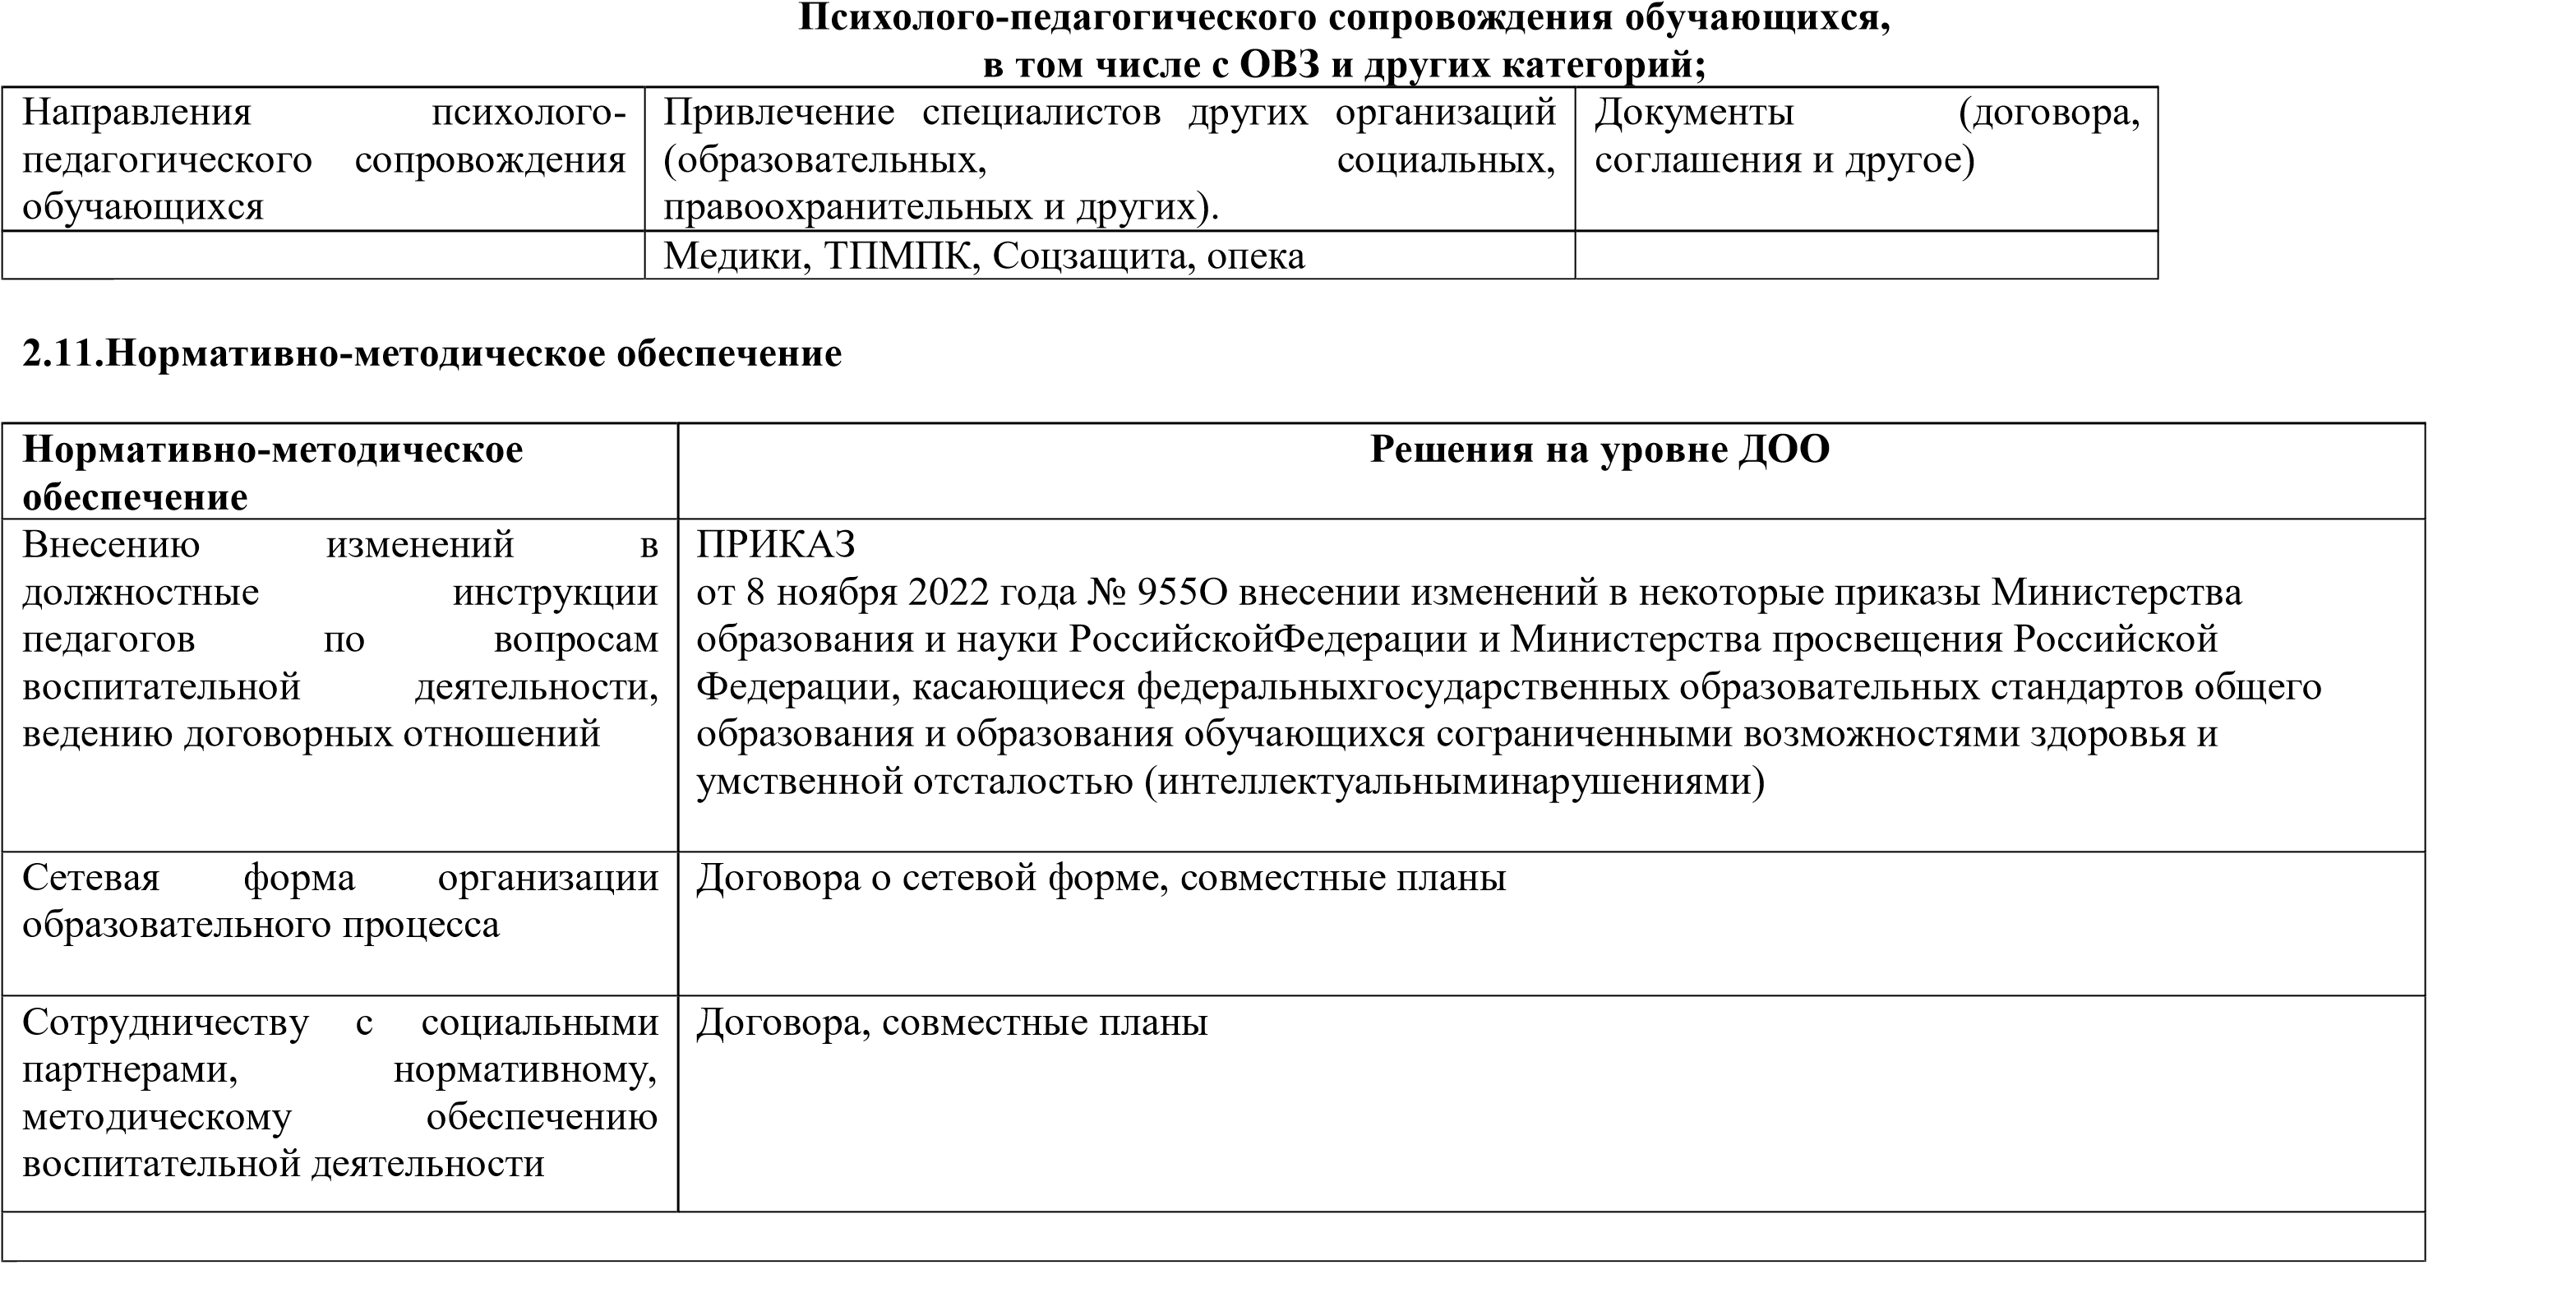 Психолого-педагогического сопровождения обучающихся,
в том числе с ОВЗ и других категорий;
Направления психолого-
педагогического сопровождения
обучающихся
Привлечение специалистов других организаций
(образовательных, социальных,
правоохранительных и других).
Документы (договора,
соглашения и другое)
Медики, ТПМПК, Соцзащита, опека
2.11.Нормативно-методическое обеспечение
Нормативно-методическое
обеспечение
Решения на уровне ДОО
Внесению изменений в
должностные инструкции
педагогов по вопросам
воспитательной деятельности,
ведению договорных отношений
ПРИКАЗ
от 8 ноября 2022 года № 955О внесении изменений в некоторые приказы Министерства
образования и науки РоссийскойФедерации и Министерства просвещения Российской
Федерации, касающиеся федеральныхгосударственных образовательных стандартов общего
образования и образования обучающихся сограниченными возможностями здоровья и
умственной отсталостью (интеллектуальныминарушениями)
Сетевая форма организации
образовательного процесса
Договора о сетевой форме, совместные планы
Сотрудничеству с социальными
партнерами, нормативному,
методическому обеспечению
воспитательной деятельности
Договора, совместные планы